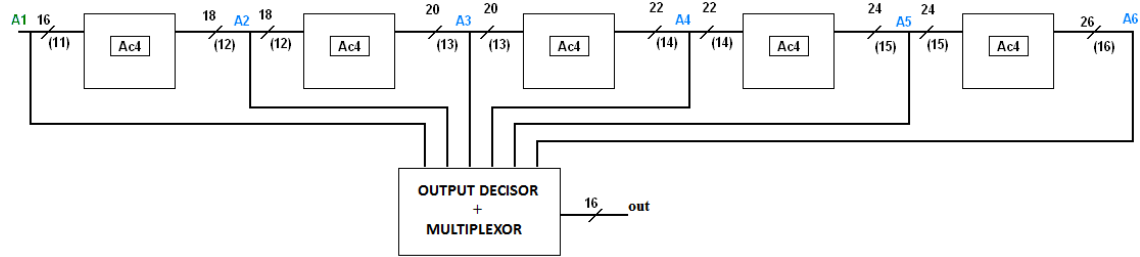 A1 16 18 A2 18 20 A3 20 22 A4 22 24 A5 24 26 A6
(11) Ac4 (12) (12) Ac4 (13) (13) Ac4 (14) (14) Ac4 (15) (15) Ac4 (16)
OUTPUT DECISOR
+
MULTIPLEXOR
16 out